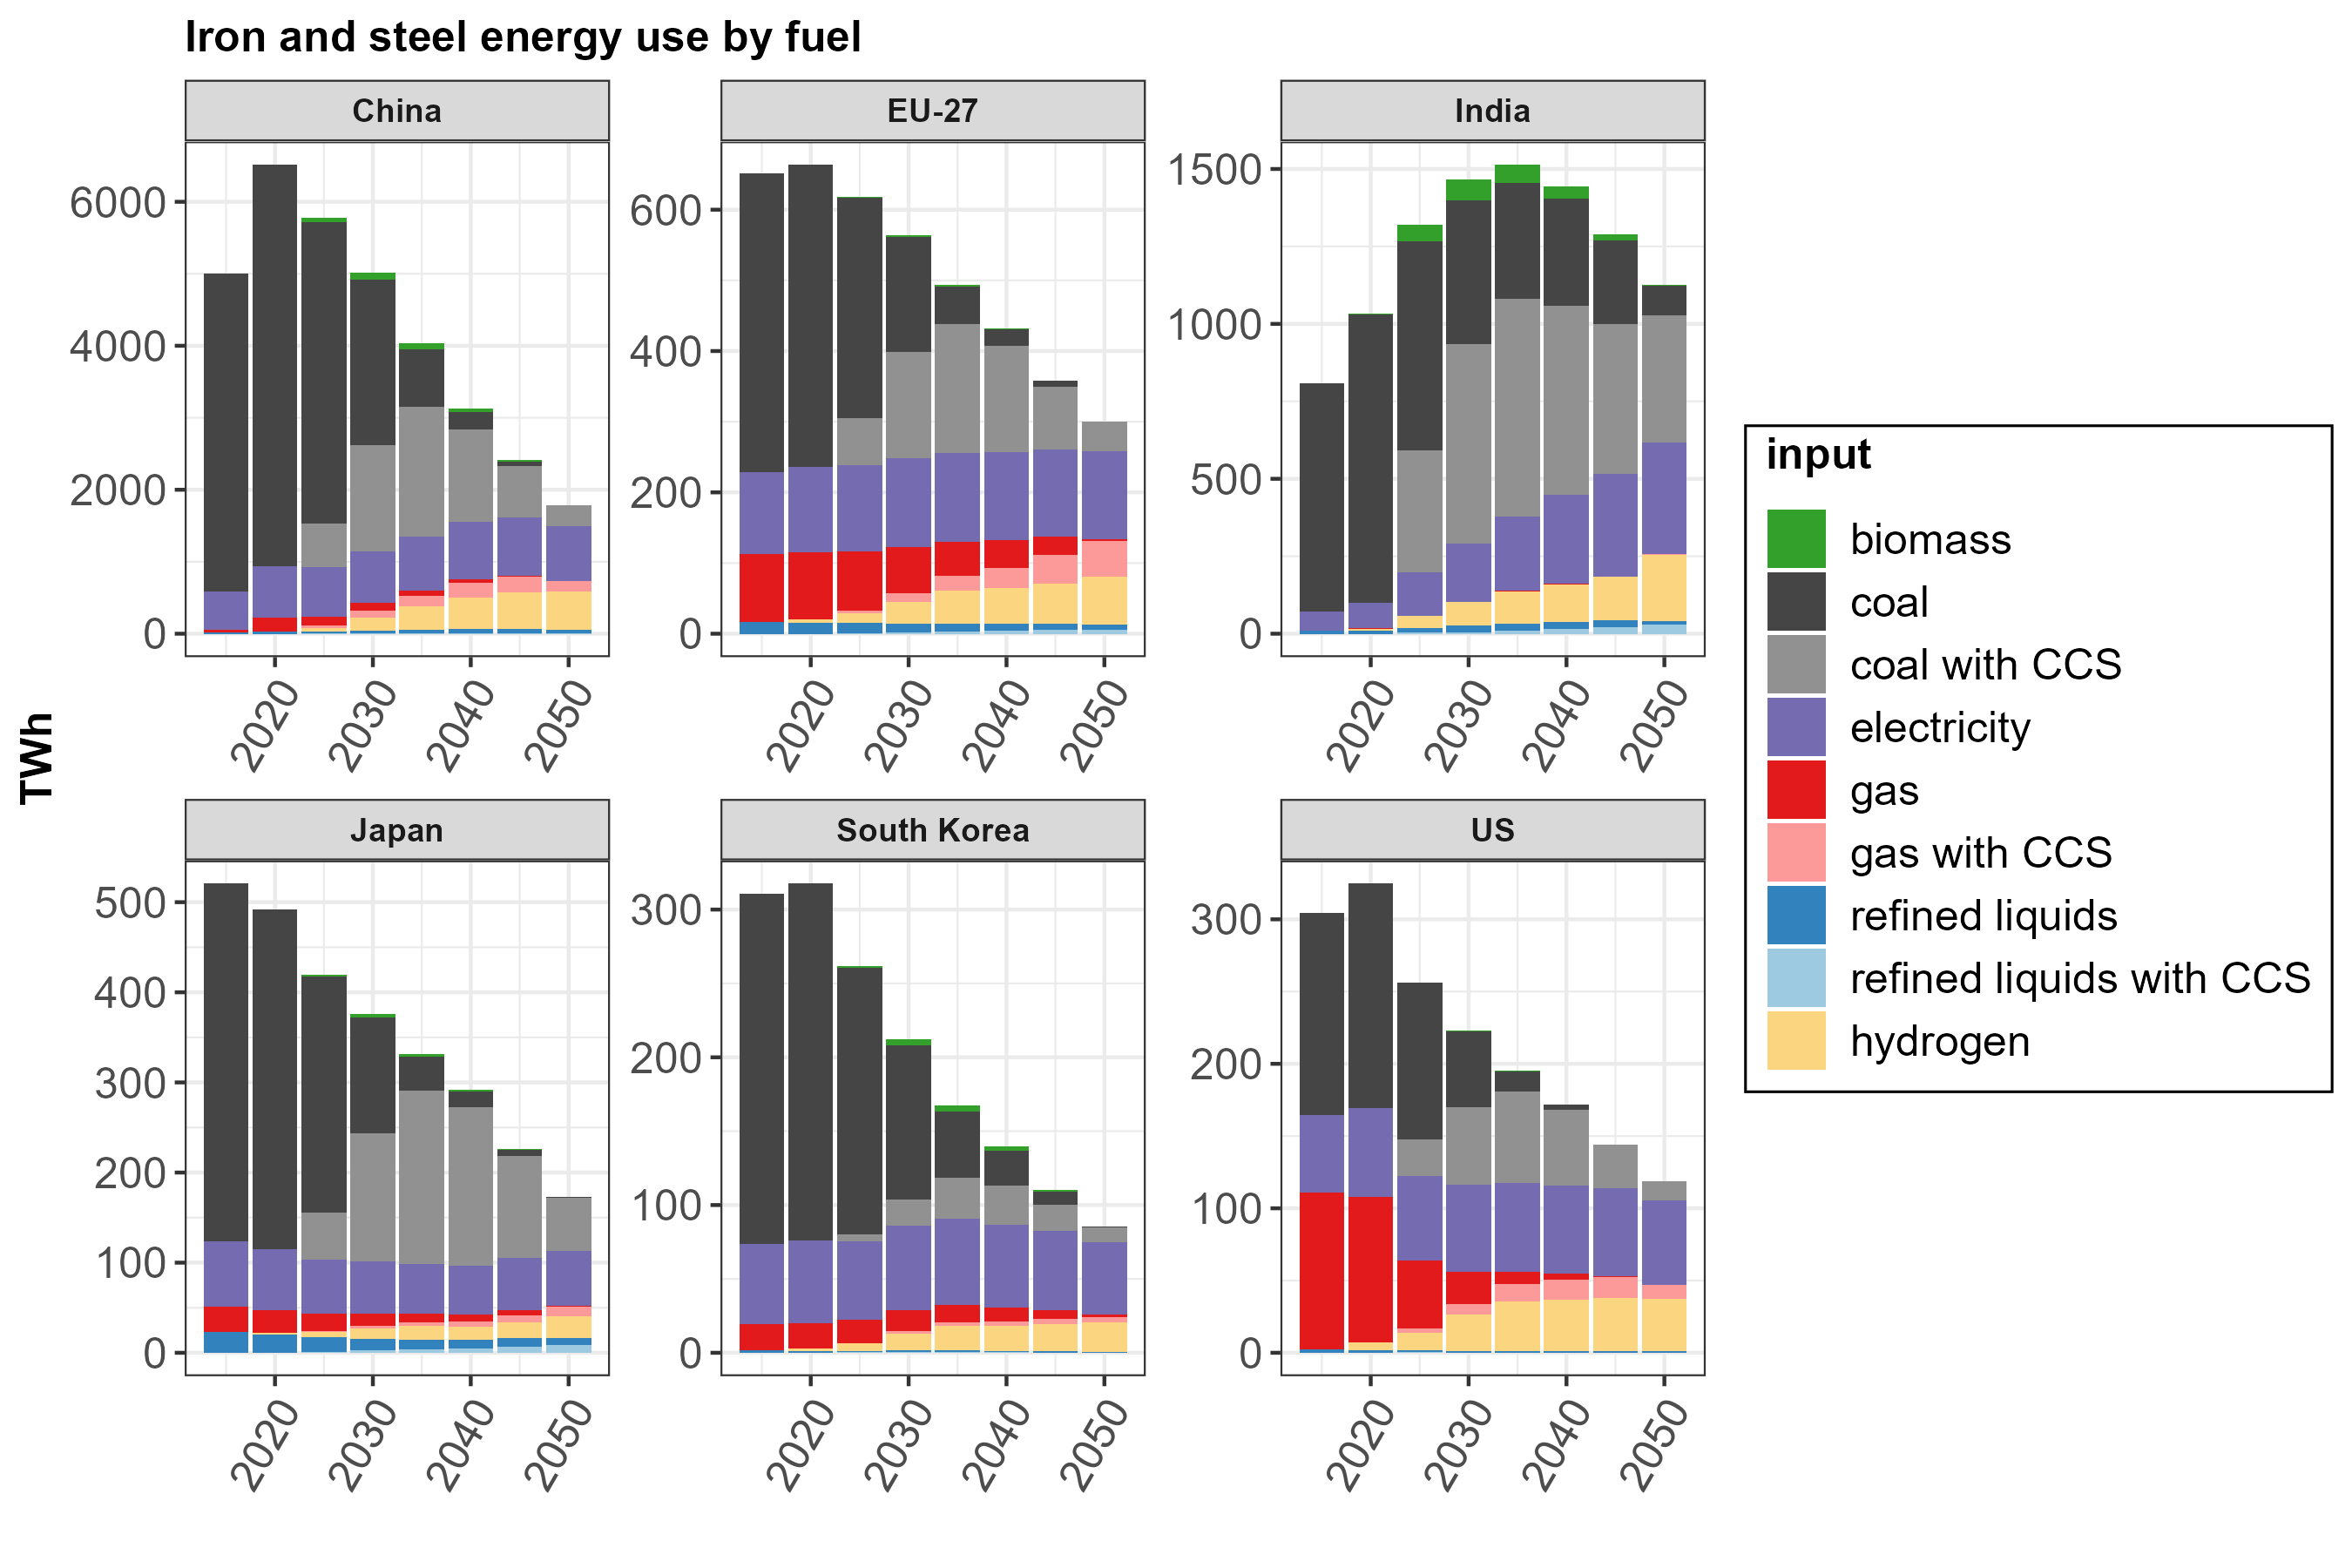 Iron and steel energy use by fuel
China
EU-27
India
6000
4000
2000
0
600
400
200
0
1500
1000
500
0
2020
2030
2040
2050
2020
2030
2040
2050
2020
2030
2040
2050
TWh
Japan
South Korea
US
500
400
300
200
100
0
300
200
100
0
300
200
100
0
2020
2030
2040
2050
2020
2030
2040
2050
2020
2030
2040
2050
input
biomass
coal
coal with CCS
electricity
gas
gas with CCS
refined liquids
refined liquids with CCS
hydrogen